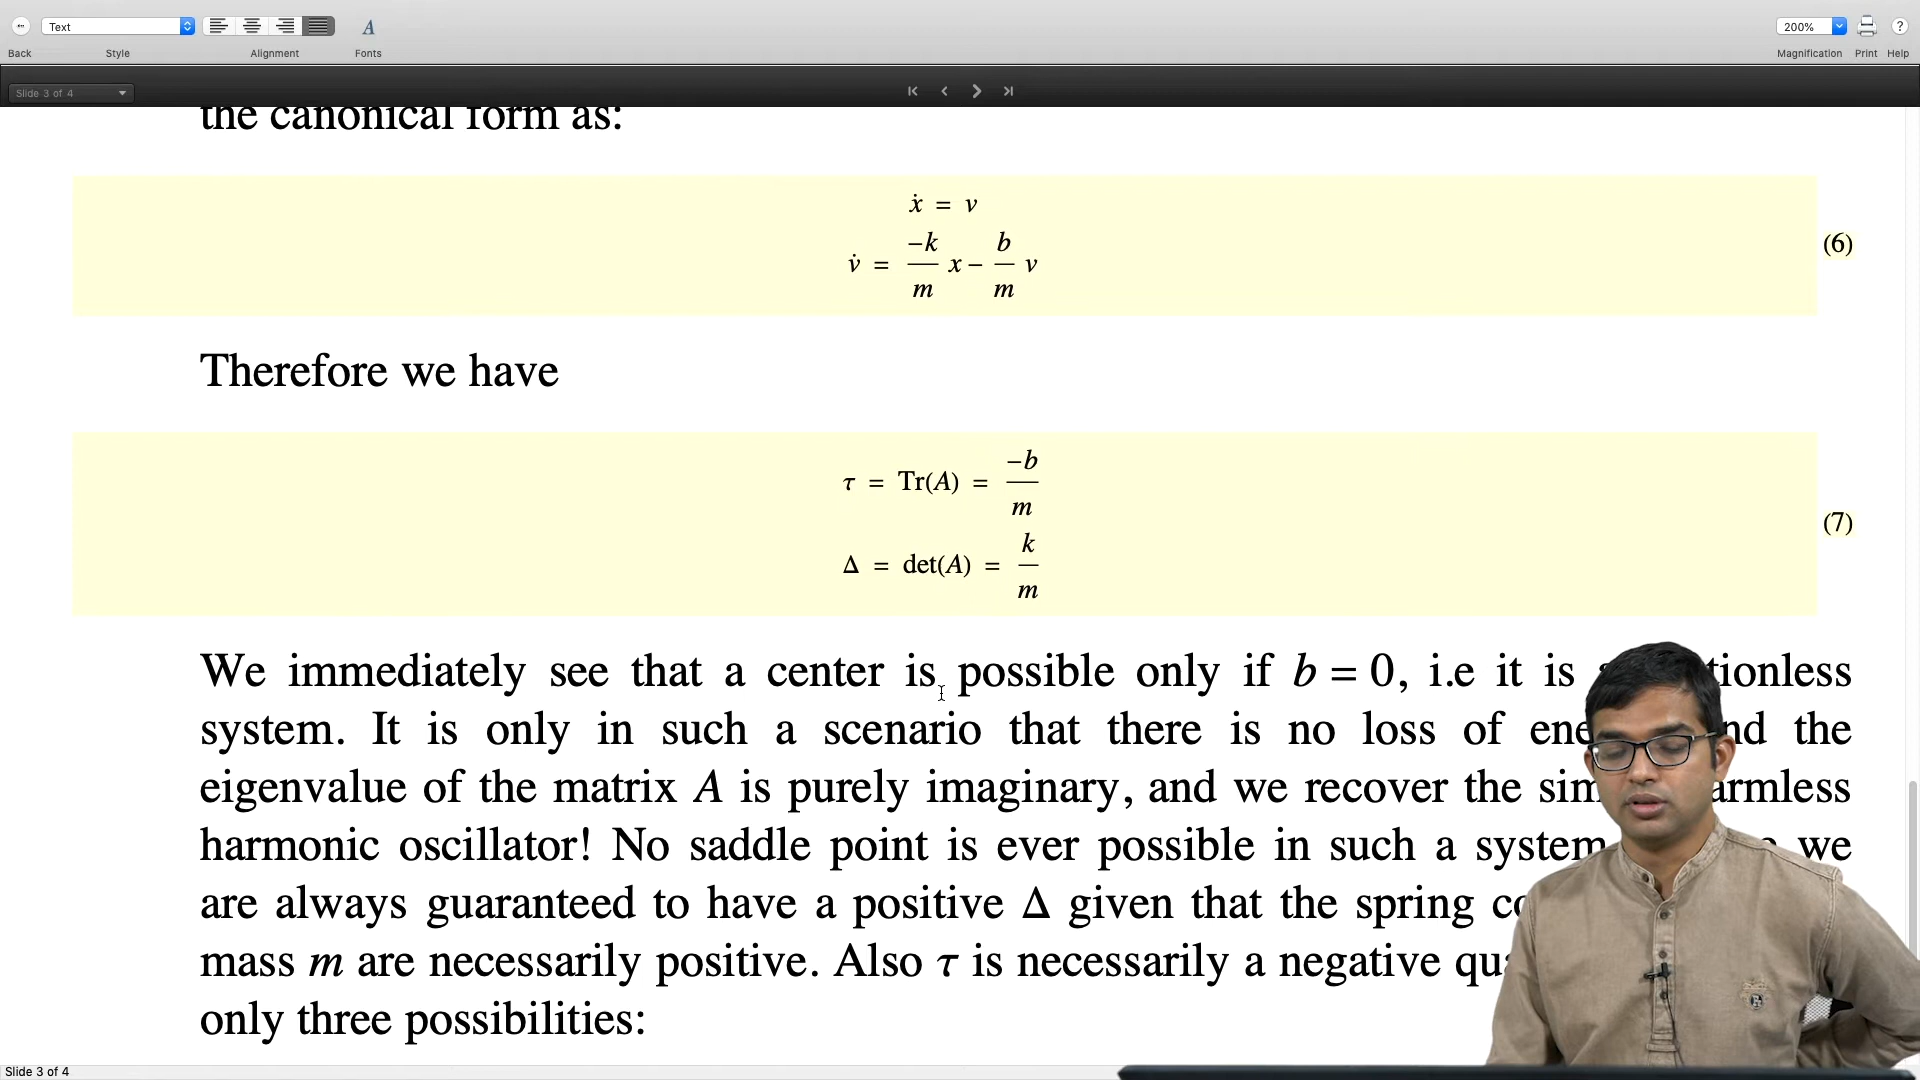 Text
Back
Style
Alignment
A
Fonts
200%
?
Magnification
Print
Help
Slide 3 of 4
the canonical form as:
ẋ = v
v̇ = −k/m x − b/m v
(6)
Therefore we have
τ = Tr(A) = −b/m
Δ = det(A) = k/m
(7)
We immediately see that a center is possible only if b = 0, i.e it is tionless
system. It is only in such a scenario that there is no loss of ene nd the
eigenvalue of the matrix A is purely imaginary, and we recover the sim armless
harmonic oscillator! No saddle point is ever possible in such a system we
are always guaranteed to have a positive Δ given that the spring co
mass m are necessarily positive. Also τ is necessarily a negative qua
only three possibilities:
Slide 3 of 4